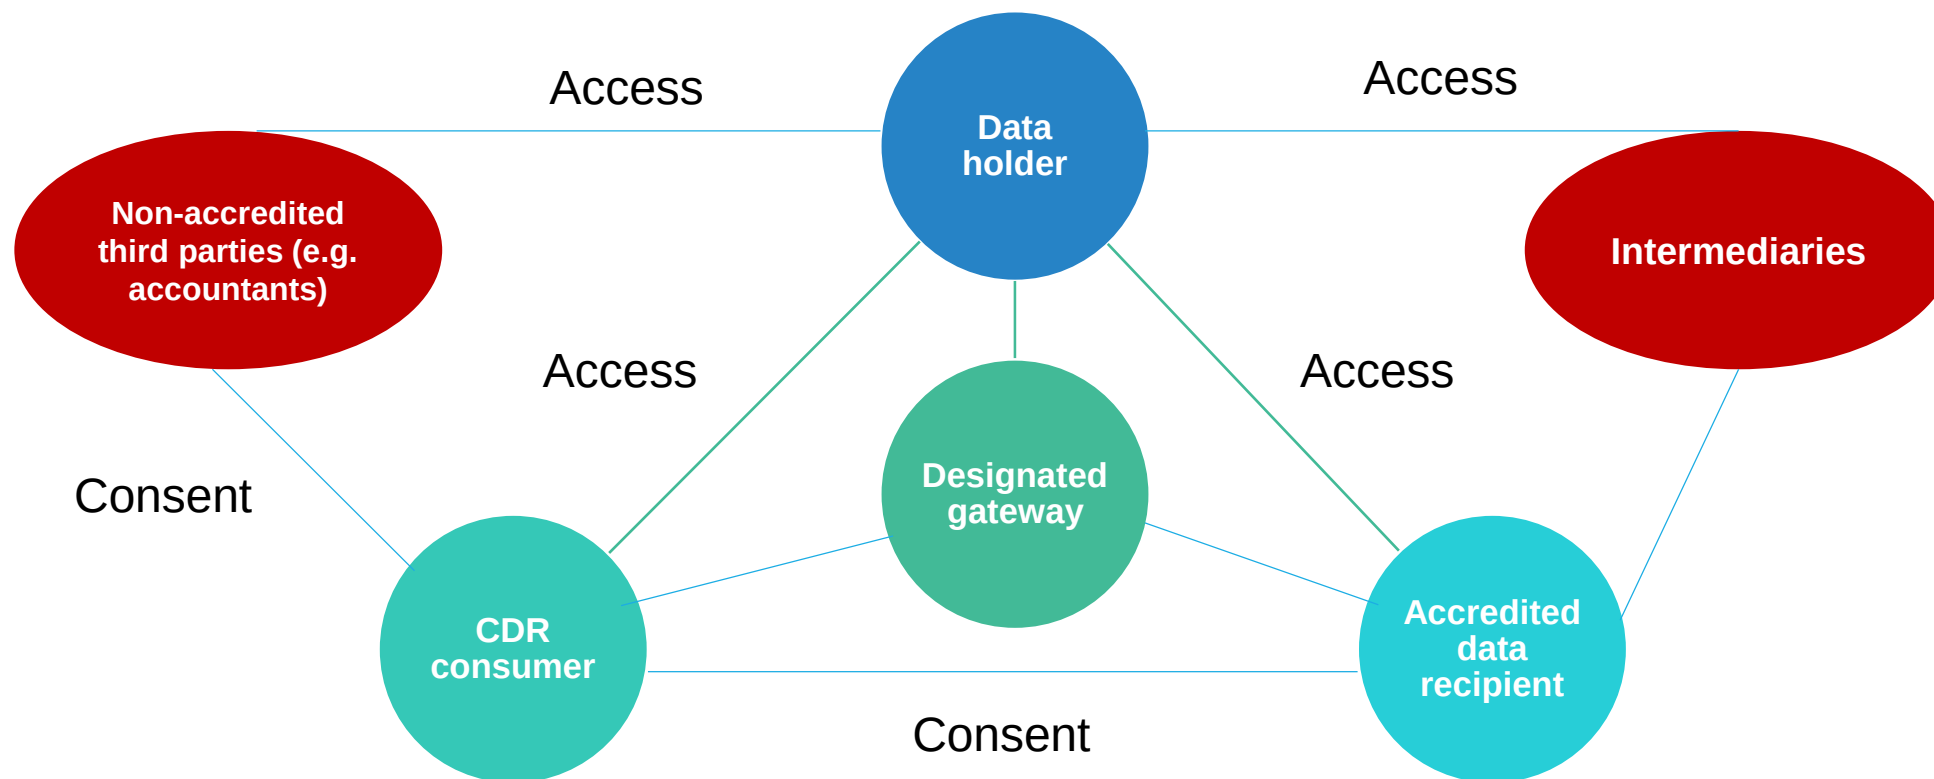 Access
Access
Data
holder
Non-accredited
third parties (e.g.
accountants)
Intermediaries
Access
Access
Designated
gateway
Consent
CDR
consumer
Accredited
data
recipient
Consent